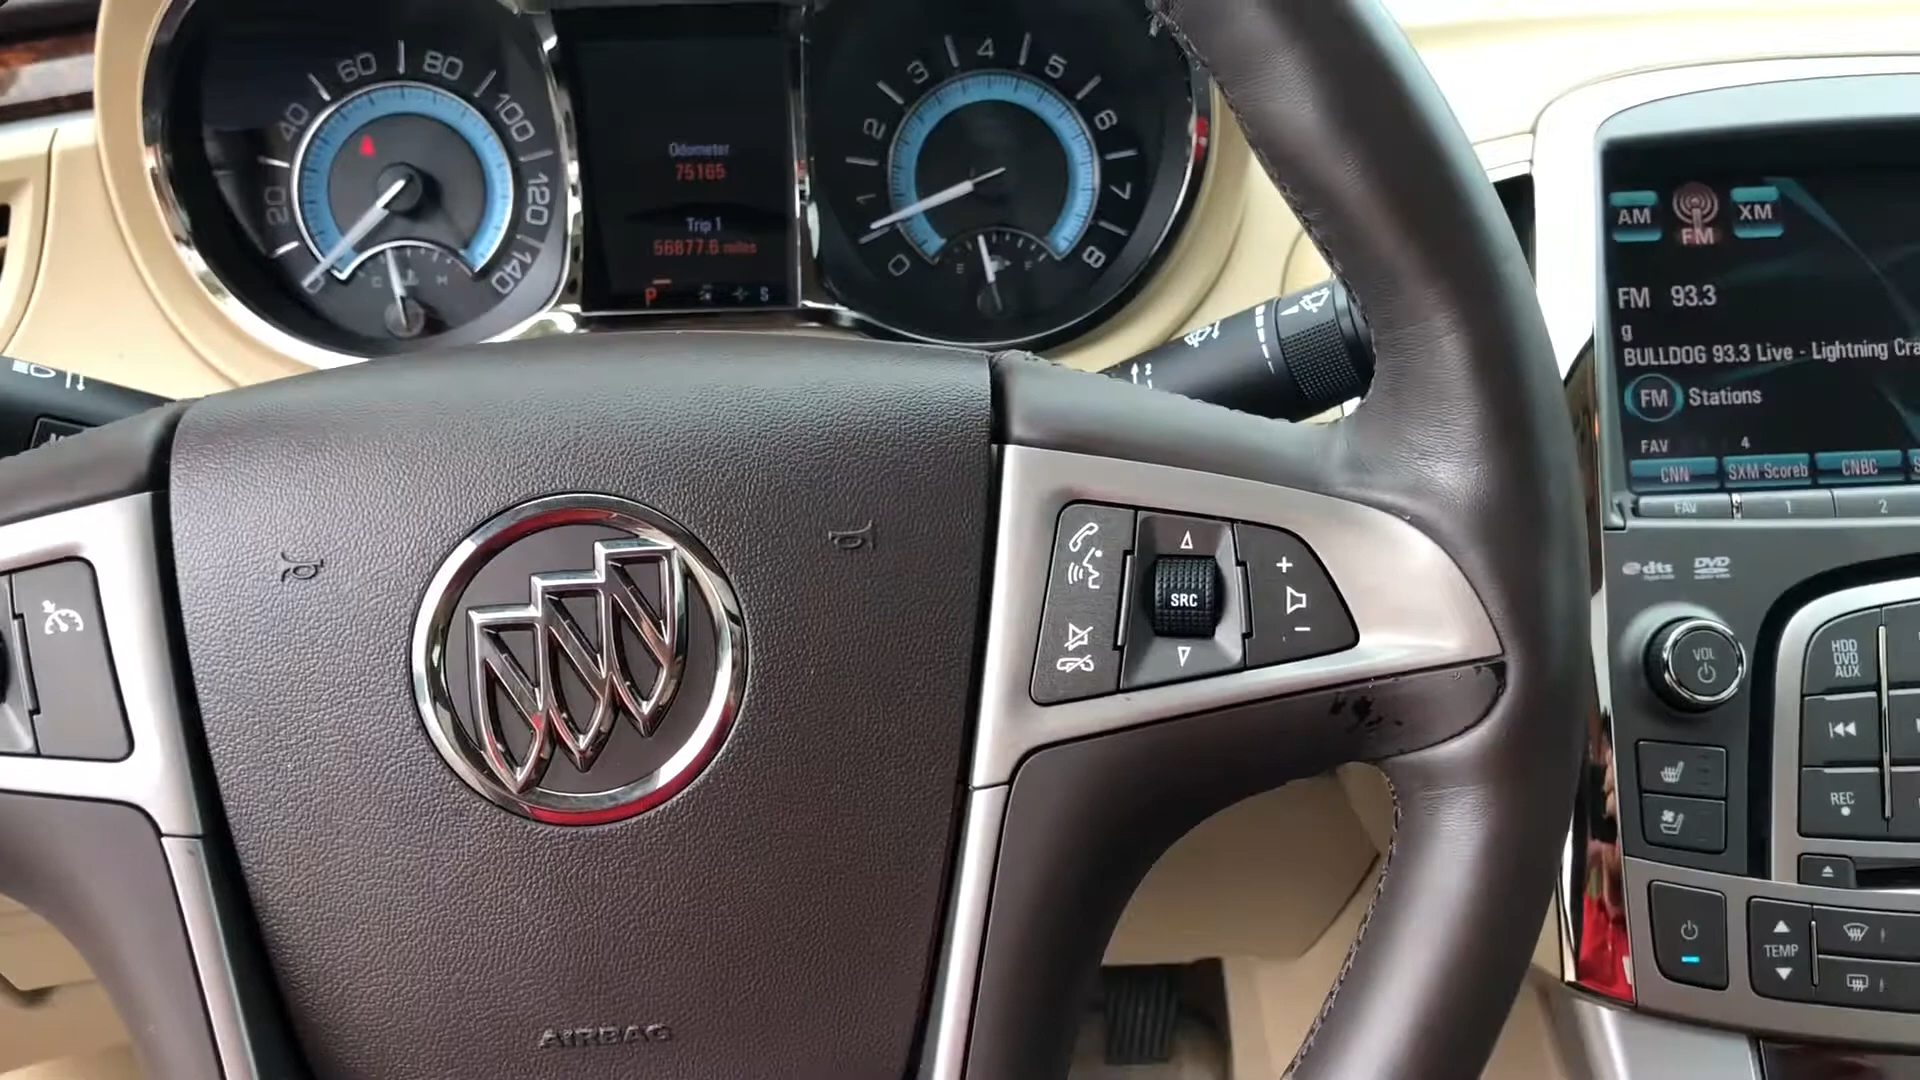 20 40 60 80 100 120 140
C H
Odometer
75165
Trip 1
56877.6 miles
P S
0 1 2 3 4 5 6 7 8
E F
2
1
SRC
+
-
AIRBAG
AM FM XM
FM 93.3
g
BULLDOG 93.3 Live - Lightning Cra
FM Stations
FAV 4
CNN SXM Scoreb CNBC S
FAV 1 2
dts DVD
VOL
HDD
DVD
AUX
REC
TEMP